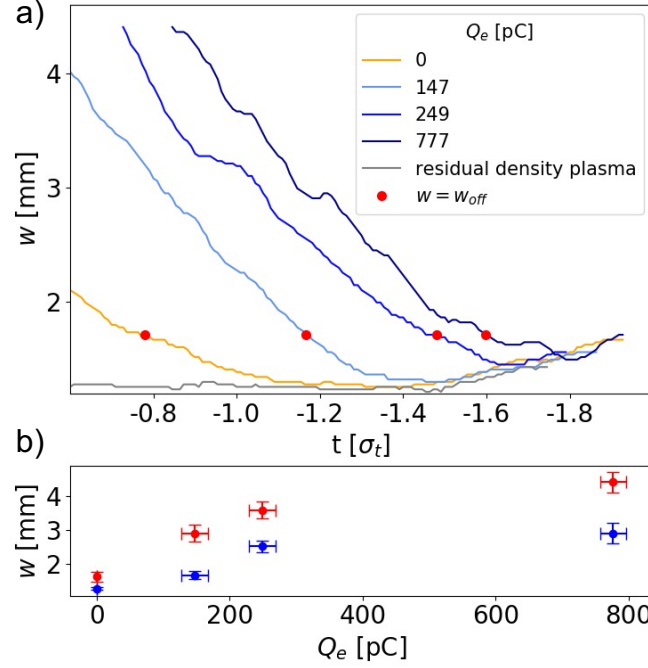 a)
Q_e [pC]
0
147
249
777
residual density plasma
w = w_off
4
3
2
w [mm]
-0.8 -1.0 -1.2 -1.4 -1.6 -1.8
t [σ_t]
b)
4
3
2
w [mm]
0 200 400 600 800
Q_e [pC]